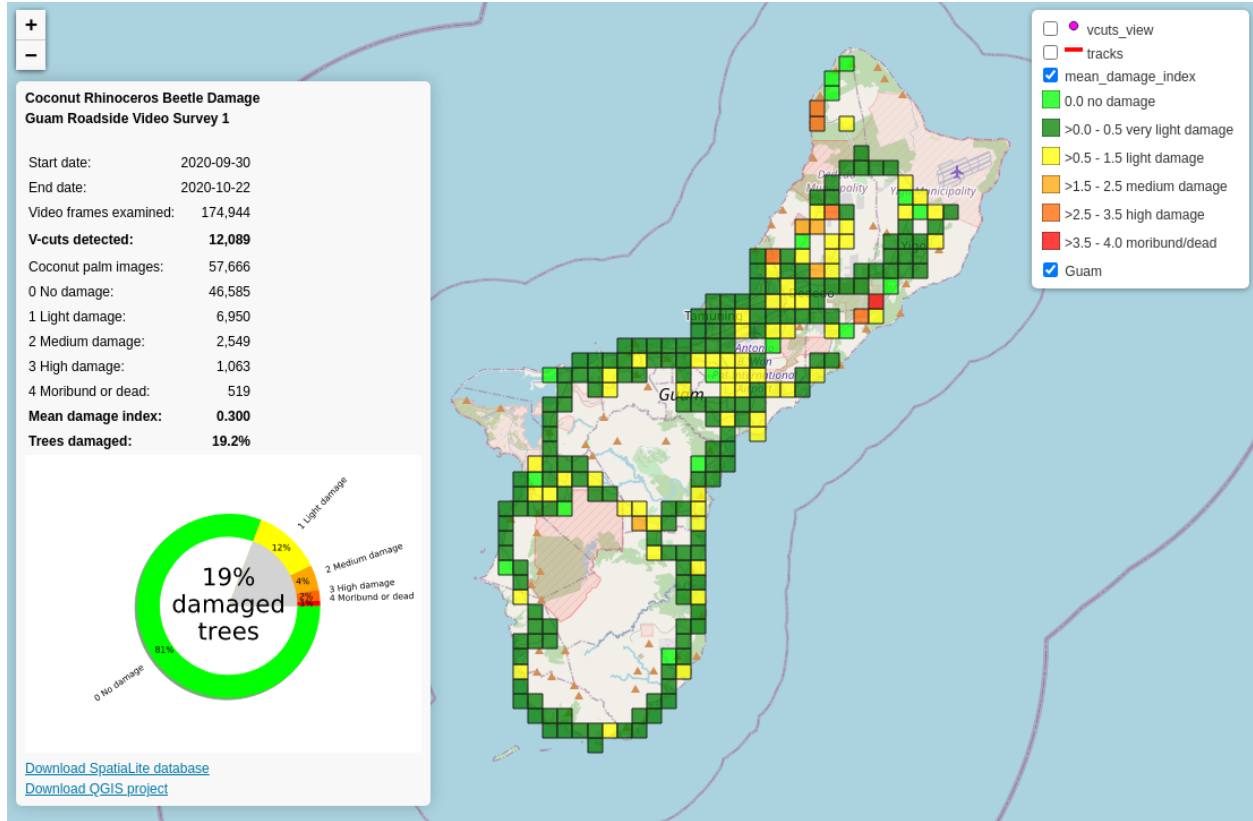 +
−
Coconut Rhinoceros Beetle Damage
Guam Roadside Video Survey 1
Start date: 2020-09-30
End date: 2020-10-22
Video frames examined: 174,944
V-cuts detected: 12,089
Coconut palm images: 57,666
0 No damage: 46,585
1 Light damage: 6,950
2 Medium damage: 2,549
3 High damage: 1,063
4 Moribund or dead: 519
Mean damage index: 0.300
Trees damaged: 19.2%
1 Light damage
12%
2 Medium damage
4%
3 High damage
2%
4 Moribund or dead
19%
damaged
trees
81%
0 No damage
Download SpatiaLite database
Download QGIS project
vcuts_view
tracks
mean_damage_index
0.0 no damage
>0.0 - 0.5 very light damage
>0.5 - 1.5 light damage
>1.5 - 2.5 medium damage
>2.5 - 3.5 high damage
>3.5 - 4.0 moribund/dead
Guam
Municipality
Municipality
Yigo
Dededo
Tamuning
Antonio
International
Guam